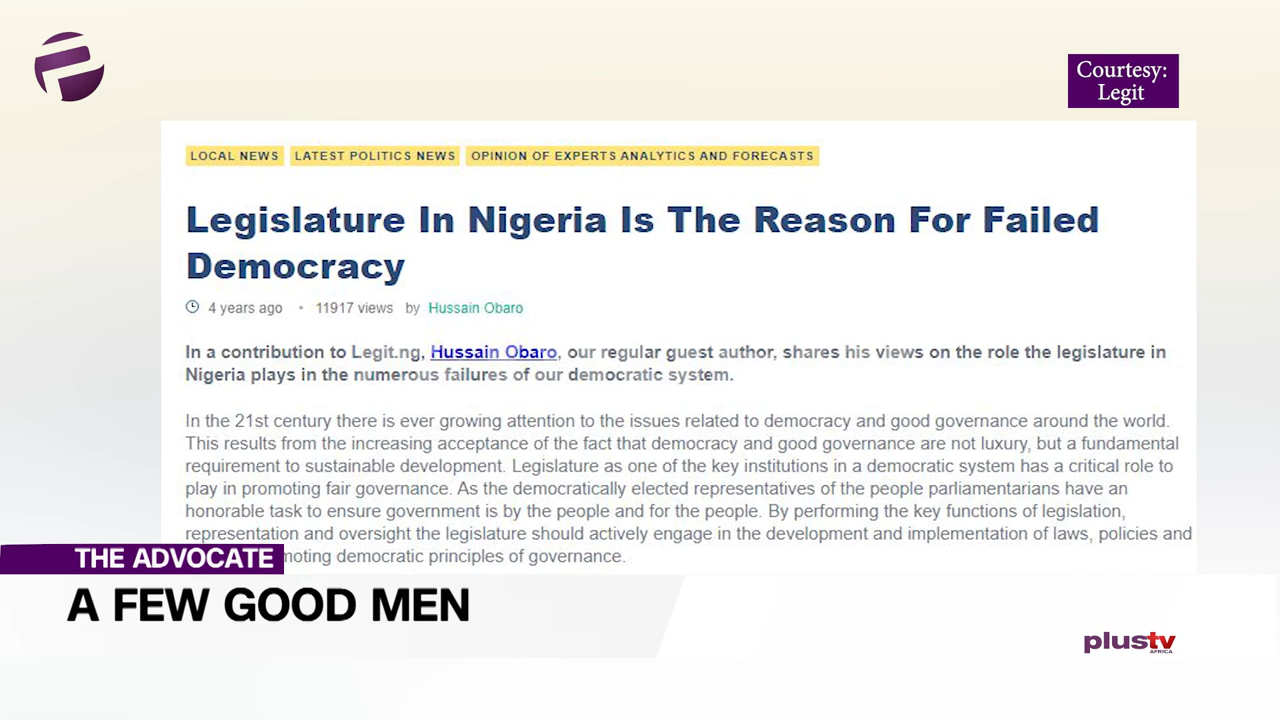 Courtesy:
Legit
LOCAL NEWS LATEST POLITICS NEWS OPINION OF EXPERTS ANALYTICS AND FORECASTS
Legislature In Nigeria Is The Reason For Failed
Democracy
4 years ago • 11917 views by Hussain Obaro
In a contribution to Legit.ng, Hussain Obaro, our regular guest author, shares his views on the role the legislature in
Nigeria plays in the numerous failures of our democratic system.
In the 21st century there is ever growing attention to the issues related to democracy and good governance around the world.
This results from the increasing acceptance of the fact that democracy and good governance are not luxury, but a fundamental
requirement to sustainable development. Legislature as one of the key institutions in a democratic system has a critical role to
play in promoting fair governance. As the democratically elected representatives of the people parliamentarians have an
honorable task to ensure government is by the people and for the people. By performing the key functions of legislation,
representation and oversight the legislature should actively engage in the development and implementation of laws, policies and
moting democratic principles of governance.
THE ADVOCATE
A FEW GOOD MEN
plustv
AFRICA